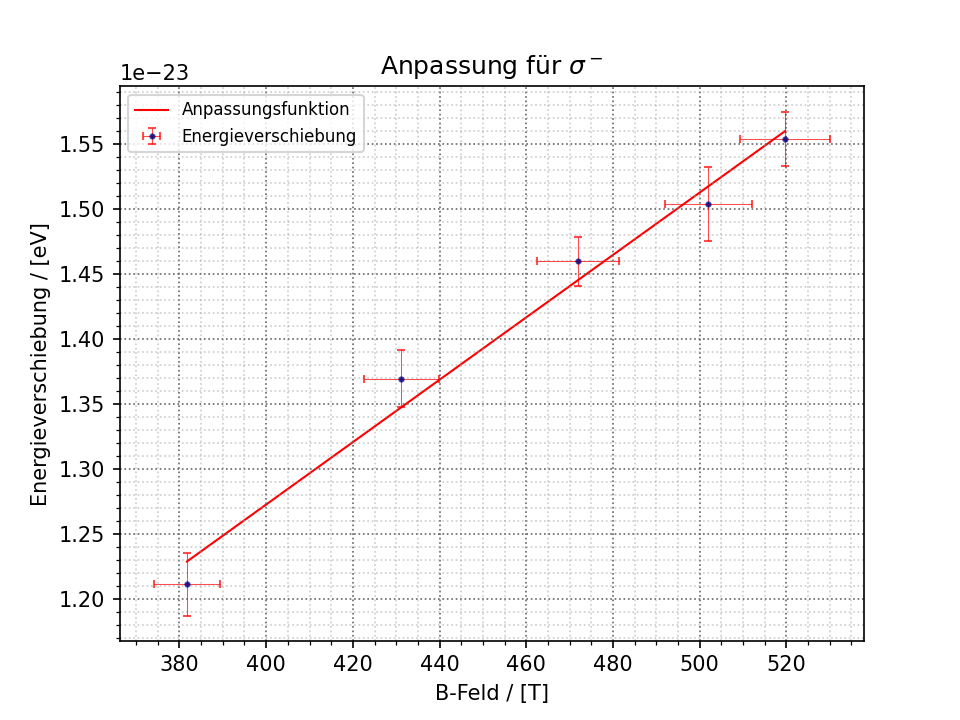 Anpassung für σ⁻
1e−23
Anpassungsfunktion
Energieverschiebung
1.55
1.50
1.45
1.40
1.35
1.30
1.25
1.20
Energieverschiebung / [eV]
380 400 420 440 460 480 500 520
B-Feld / [T]